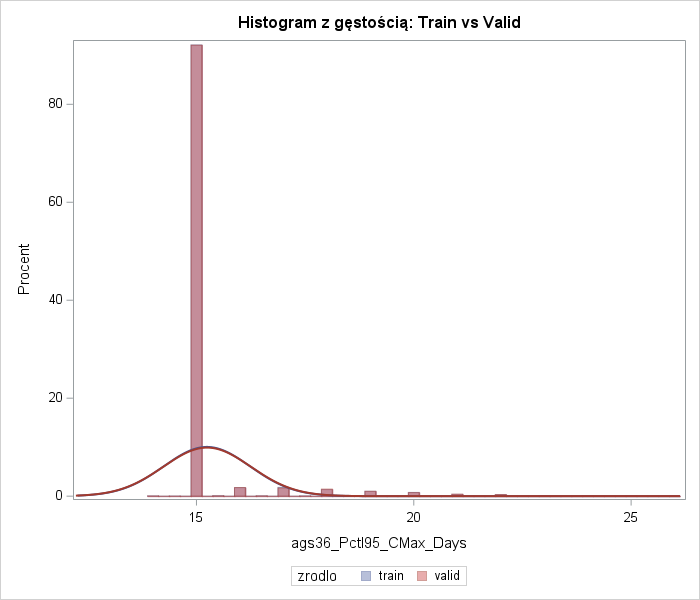 Histogram z gęstością: Train vs Valid
Procent
80
60
40
20
0
15
20
25
ags36_Pctl95_CMax_Days
zrodlo train valid